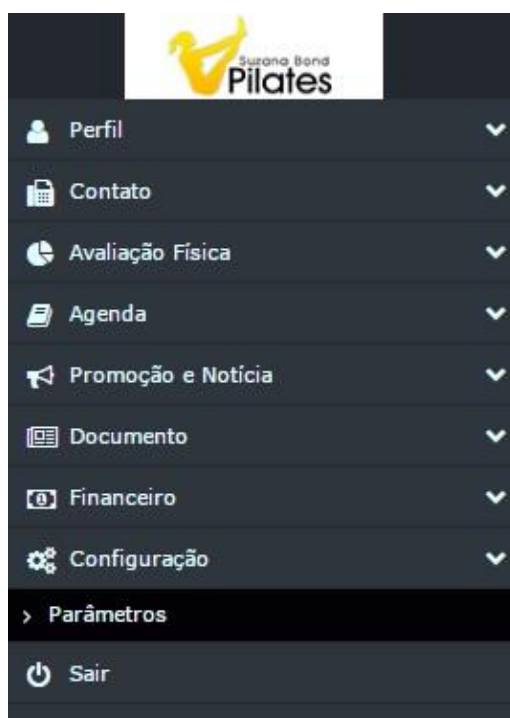 Suzana Bond
Pilates
Perfil
Contato
Avaliação Física
Agenda
Promoção e Notícia
Documento
Financeiro
Configuração
Parâmetros
Sair